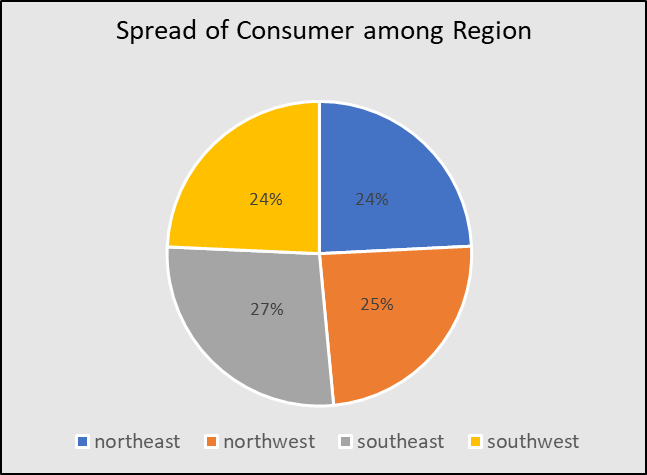 Spread of Consumer among Region
24% 24%
27% 25%
northeast northwest southeast southwest